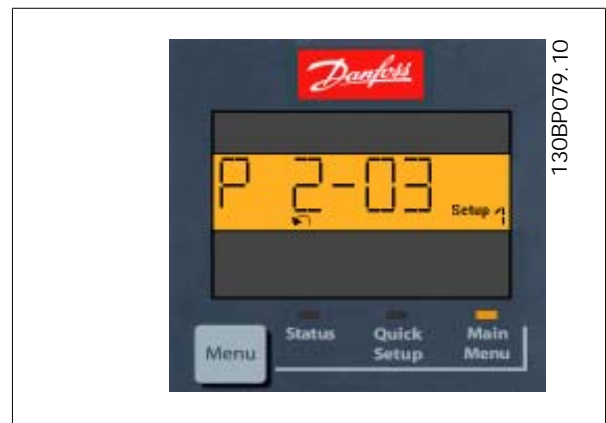 Danfoss
P 2-03
Setup 1
Status
Quick Setup
Main Menu
Menu
130BP079.10